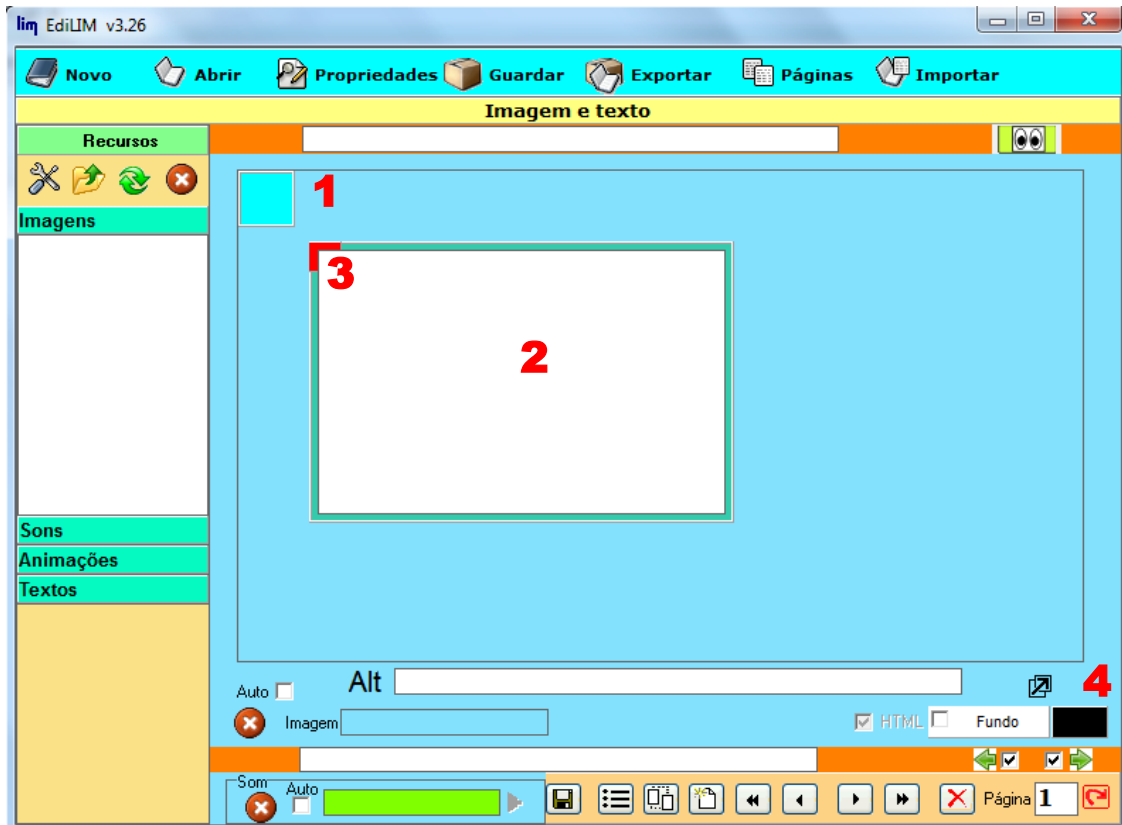 lim EdiLIM v3.26
Novo Abrir Propriedades Guardar Exportar Páginas Importar
Imagem e texto
Recursos
1
Imagens
3
2
Sons
Animações
Textos
Auto Alt
4
Imagem HTML Fundo
Som Auto
Página 1